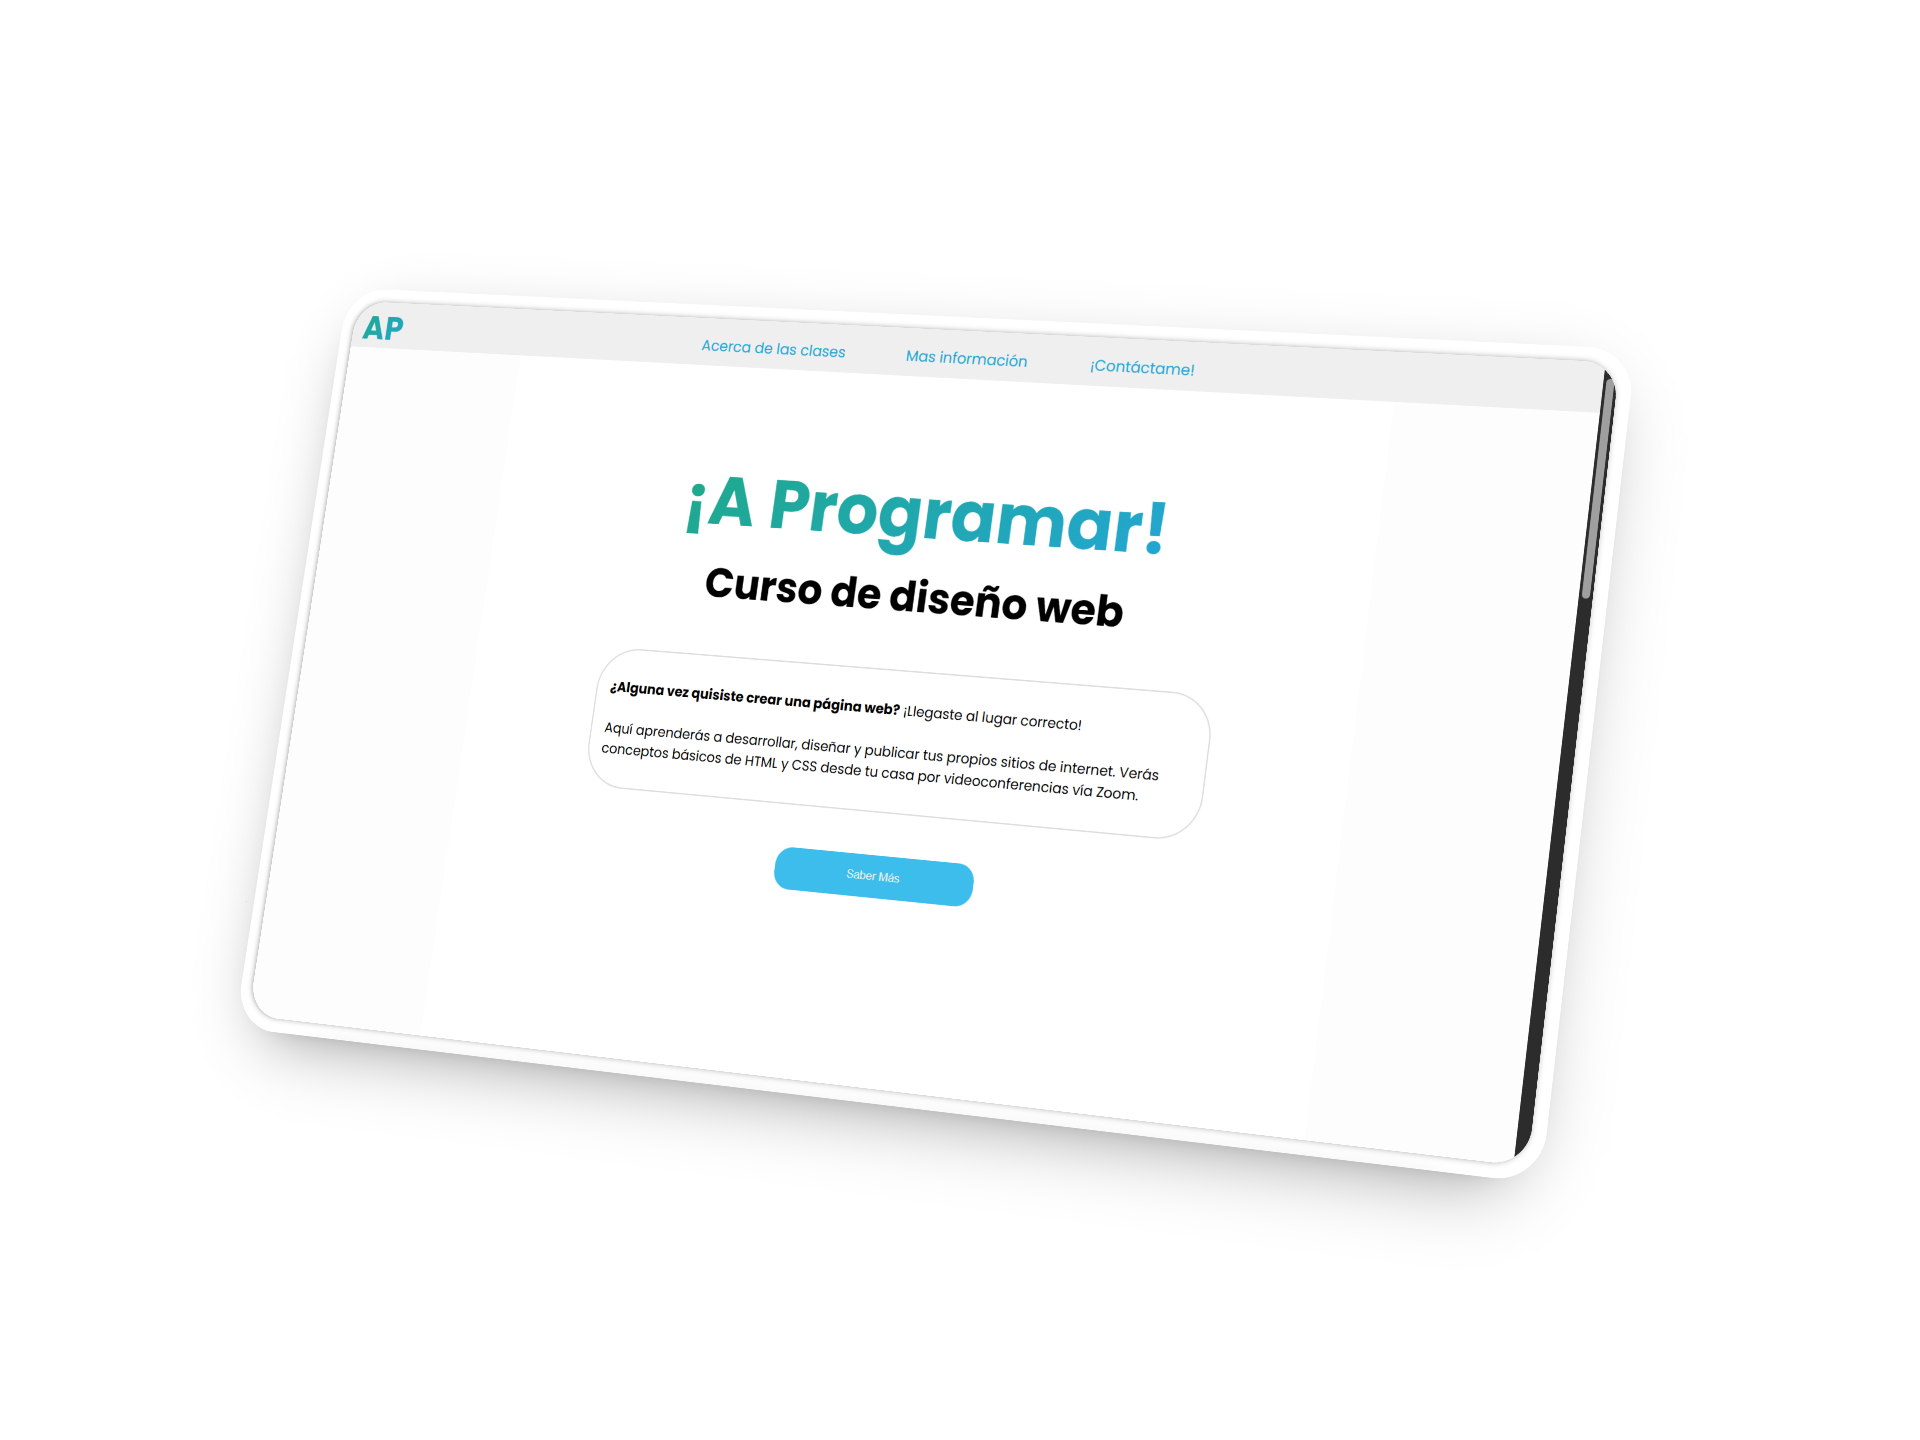 AP
Acerca de las clases
Mas información
¡Contáctame!
¡A Programar!
Curso de diseño web
¿Alguna vez quisiste crear una página web? ¡Llegaste al lugar correcto!
Aquí aprenderás a desarrollar, diseñar y publicar tus propios sitios de internet. Verás
conceptos básicos de HTML y CSS desde tu casa por videoconferencias vía Zoom.
Saber Más